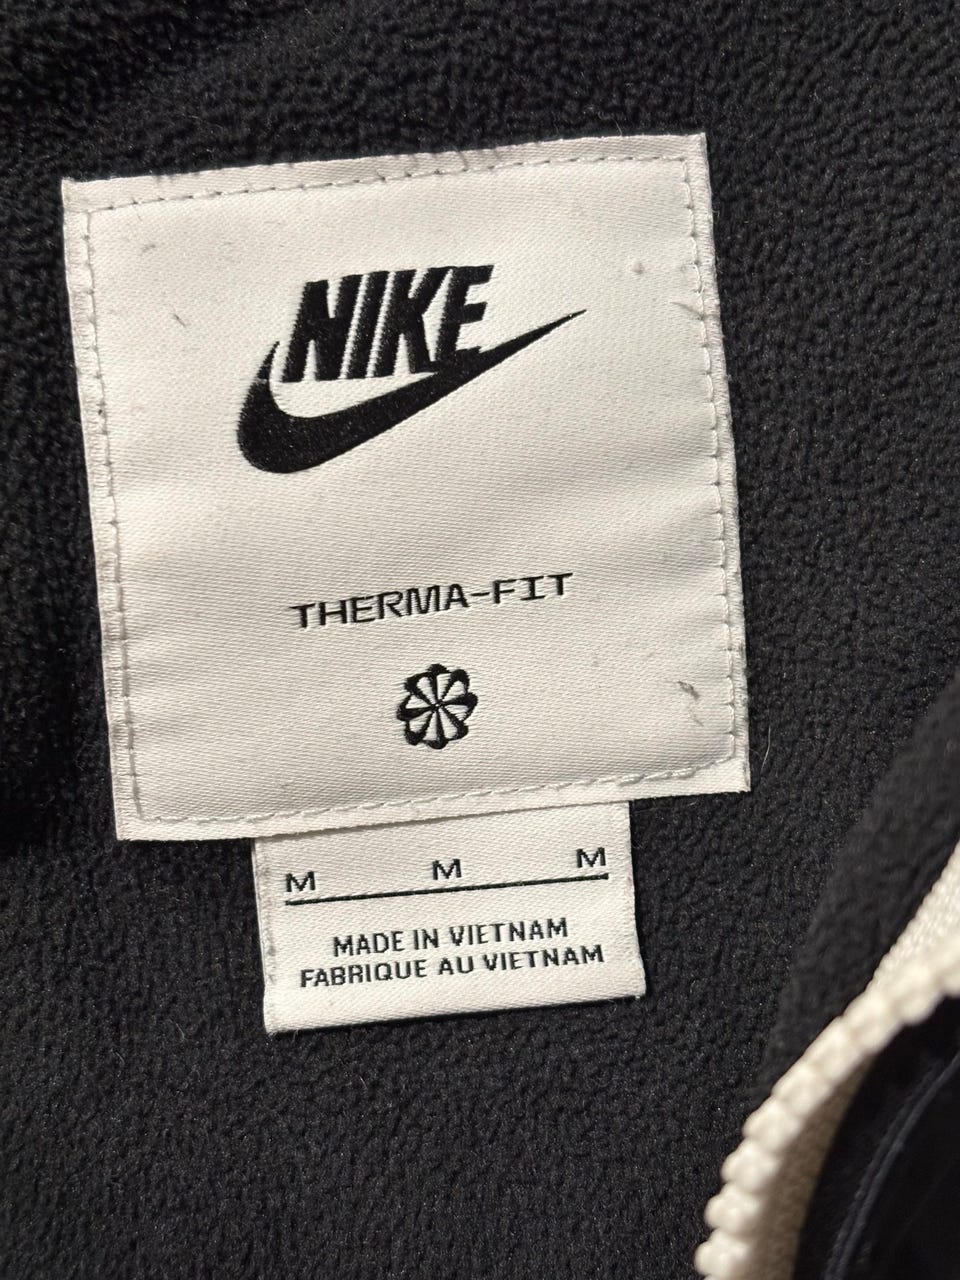 NIKE
THERMA-FIT
M M M
MADE IN VIETNAM
FABRIQUE AU VIETNAM